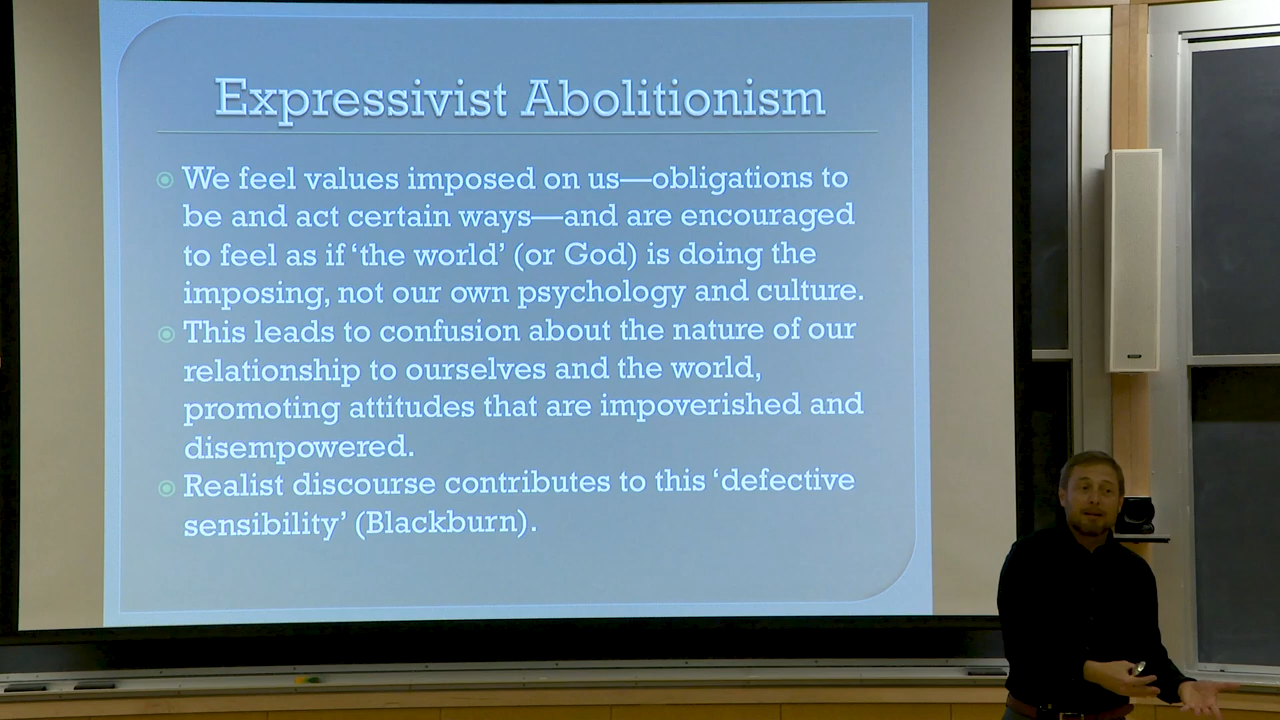 Expressivist Abolitionism
We feel values imposed on us—obligations to
be and act certain ways—and are encouraged
to feel as if ‘the world’ (or God) is doing the
imposing, not our own psychology and culture.
This leads to confusion about the nature of our
relationship to ourselves and the world,
promoting attitudes that are impoverished and
disempowered.
Realist discourse contributes to this ‘defective
sensibility’ (Blackburn).